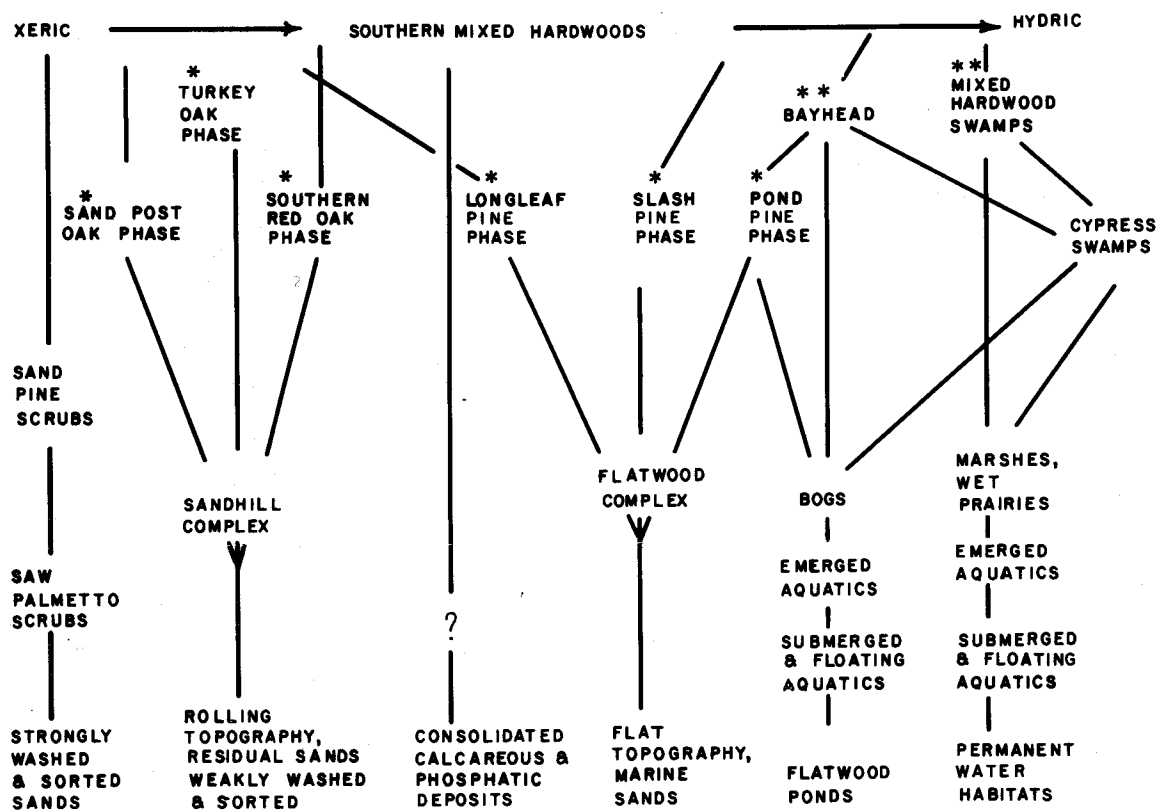 XERIC
SOUTHERN MIXED HARDWOODS
HYDRIC
*
TURKEY
OAK
PHASE
**
BAYHEAD
**
MIXED
HARDWOOD
SWAMPS
*
SAND POST
OAK PHASE
*
SOUTHERN
RED OAK
PHASE
*
LONGLEAF
PINE
PHASE
*
SLASH
PINE
PHASE
*
POND
PINE
PHASE
CYPRESS
SWAMPS
SAND
PINE
SCRUBS
SANDHILL
COMPLEX
FLATWOOD
COMPLEX
BOGS
MARSHES,
WET
PRAIRIES
SAW
PALMETTO
SCRUBS
?
EMERGED
AQUATICS
EMERGED
AQUATICS
SUBMERGED
& FLOATING
AQUATICS
SUBMERGED
& FLOATING
AQUATICS
STRONGLY
WASHED
& SORTED
SANDS
ROLLING
TOPOGRAPHY,
RESIDUAL SANDS
WEAKLY WASHED
& SORTED
CONSOLIDATED
CALCAREOUS &
PHOSPHATIC
DEPOSITS
FLAT
TOPOGRAPHY,
MARINE
SANDS
FLATWOOD
PONDS
PERMANENT
WATER
HABITATS